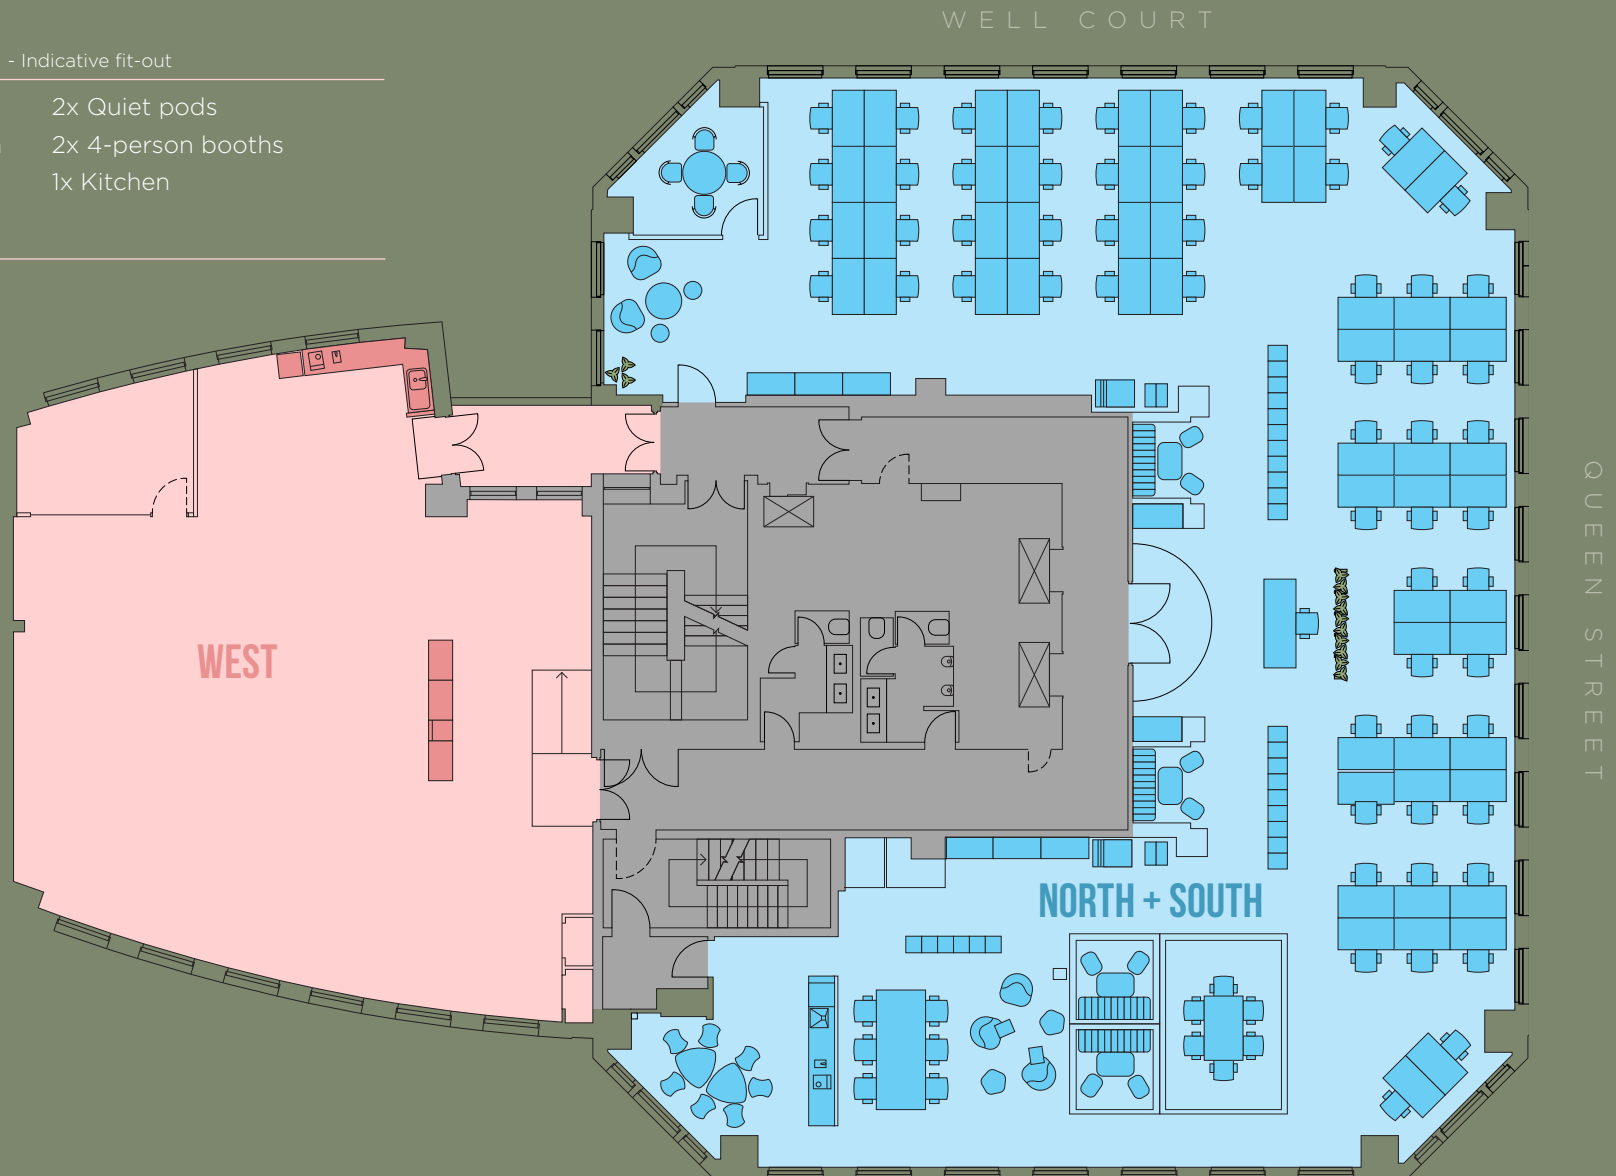 WELL COURT
- Indicative fit-out
2x Quiet pods
2x 4-person booths
1x Kitchen
QUEEN STREET
WEST
NORTH + SOUTH